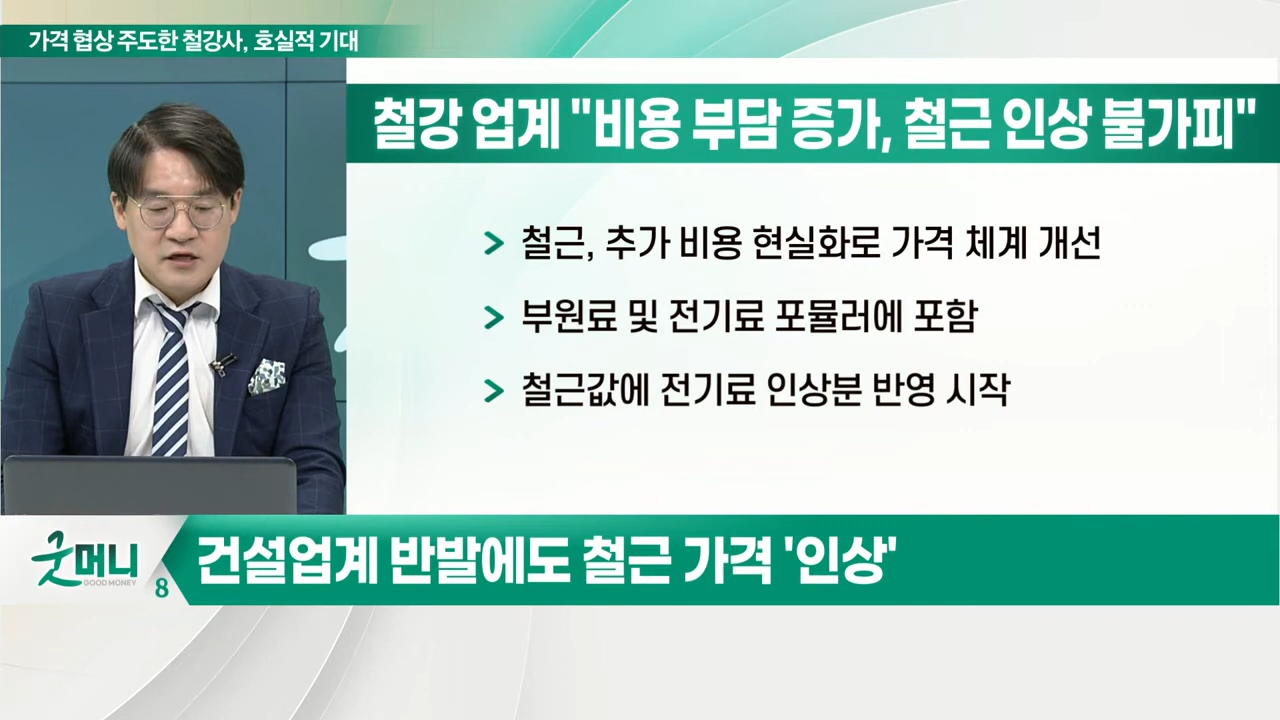 가격 협상 주도한 철강사, 호실적 기대
철강 업계 "비용 부담 증가, 철근 인상 불가피"
> 철근, 추가 비용 현실화로 가격 체계 개선
> 부원료 및 전기료 포뮬러에 포함
> 철근값에 전기료 인상분 반영 시작
굿머니
GOOD MONEY
8
건설업계 반발에도 철근 가격 '인상'